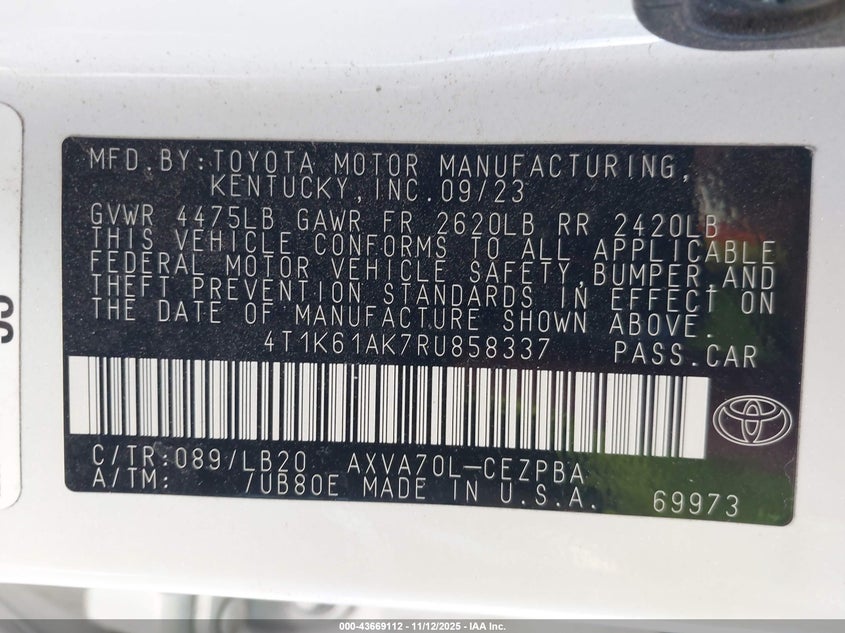 MFD.BY:TOYOTA MOTOR MANUFACTURING,
KENTUCKY,INC.09/23
GVWR 4475LB GAWR FR 2620LB RR 2420LB
THIS VEHICLE CONFORMS TO ALL APPLICABLE
FEDERAL MOTOR VEHICLE SAFETY,BUMPER,AND
THEFT PREVENTION STANDARDS IN EFFECT ON
THE DATE OF MANUFACTURE SHOWN ABOVE.
4T1K61AK7RU858337 PASS.CAR
C/TR:089/LB20 AXVA70L-CEZPBA
A/TM: /UB80E MADE IN U.S.A. 69973
000-43669112 - 11/12/2025 - IAA Inc.